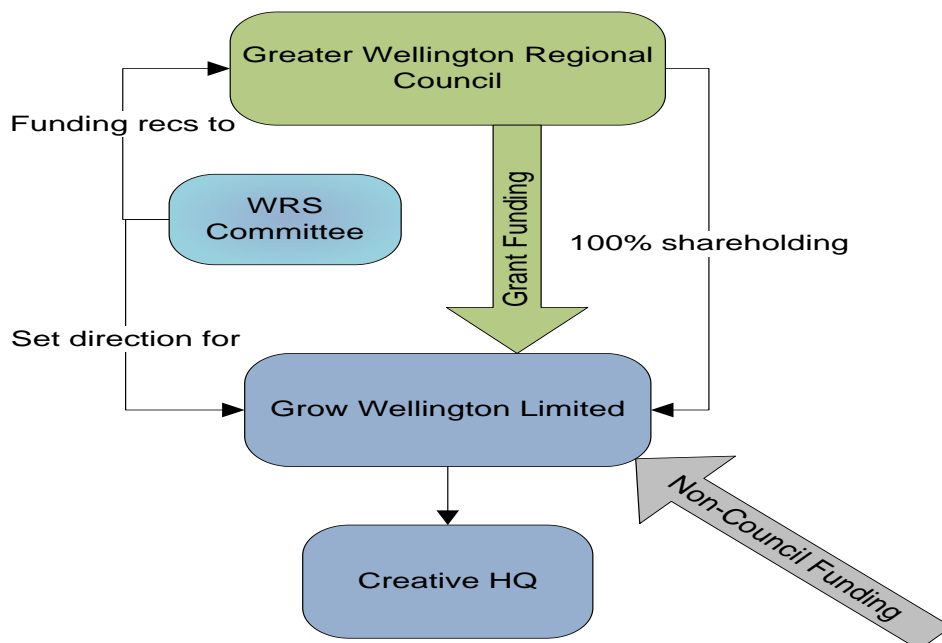 Greater Wellington Regional
Council
Funding recs to
WRS
Committee
Grant Funding
100% shareholding
Set direction for
Grow Wellington Limited
Non-Council Funding
Creative HQ